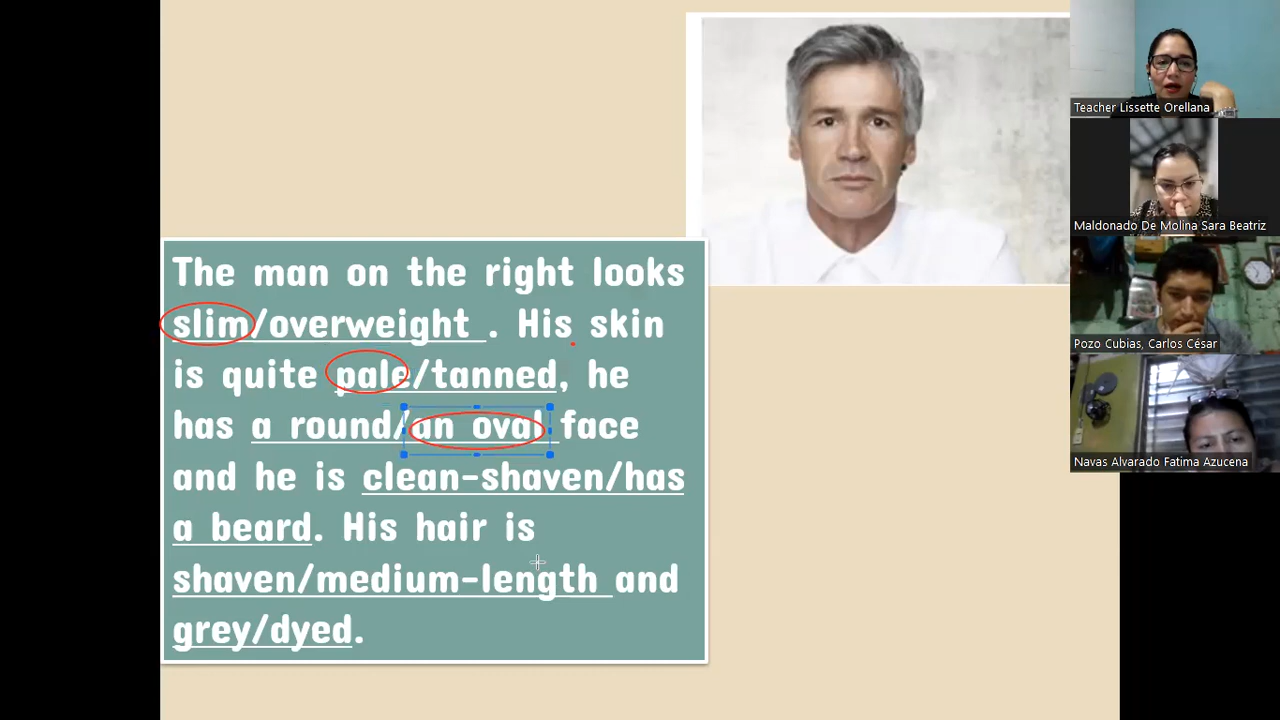 The man on the right looks
slim/overweight . His skin
is quite pale/tanned, he
has a round/an oval face
and he is clean-shaven/has
a beard. His hair is
shaven/medium-length and
grey/dyed.
Teacher Lissette Orellana
Maldonado De Molina Sara Beatriz
Pozo Cubias, Carlos César
Navas Alvarado Fatima Azucena